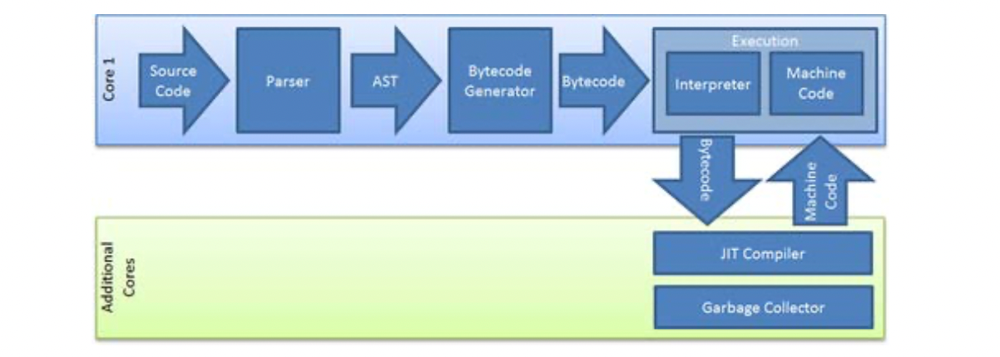 Core 1
Source
Code
Parser
AST
Bytecode
Generator
Bytecode
Execution
Interpreter
Machine
Code
Bytecode
Machine
Code
Additional
Cores
JIT Compiler
Garbage Collector